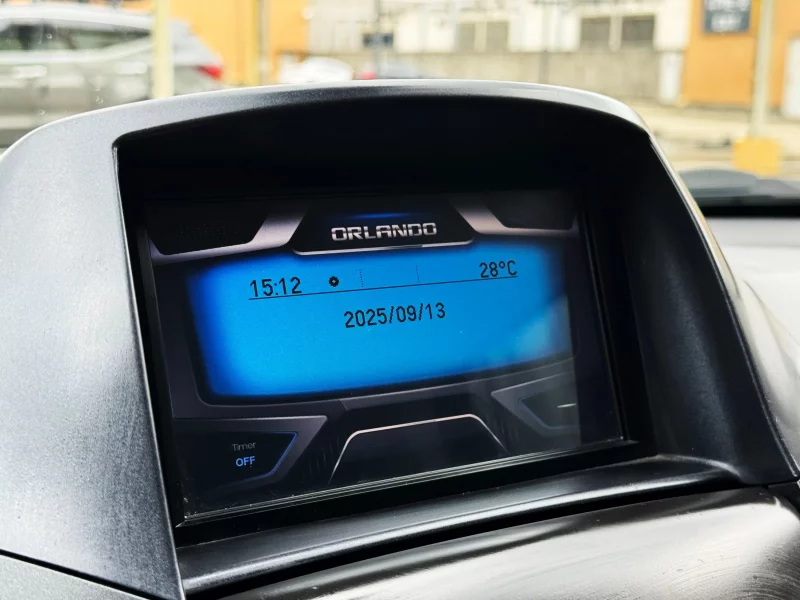 ORLANDO
15:12 28°C
2025/09/13
Timer
OFF